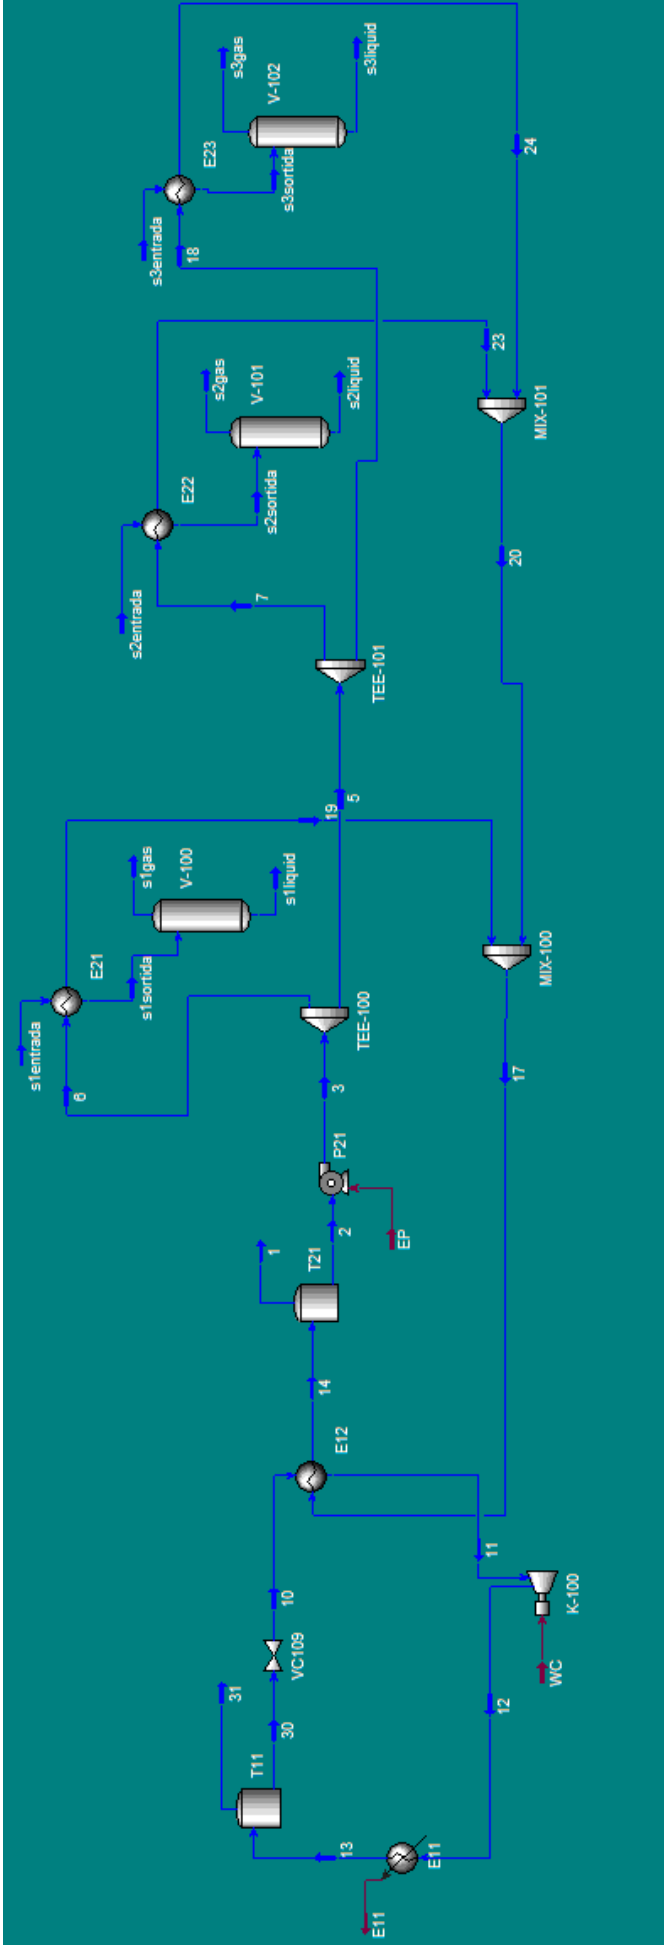 s3gas
V-102
s3liquid
E23
s3entrada
s3sortida
18
24
s2gas
V-101
s2liquid
23
E22
s2sortida
MIX-101
s2entrada
7
TEE-101
20
5
19
s1gas
V-100
s1liquid
E21
s1sortida
MIX-100
s1entrada
TEE-100
6
3
17
P21
2
EP
1
T21
14
E12
11
10
K-100
VC109
WC
31
30
12
T11
13
E11
E11